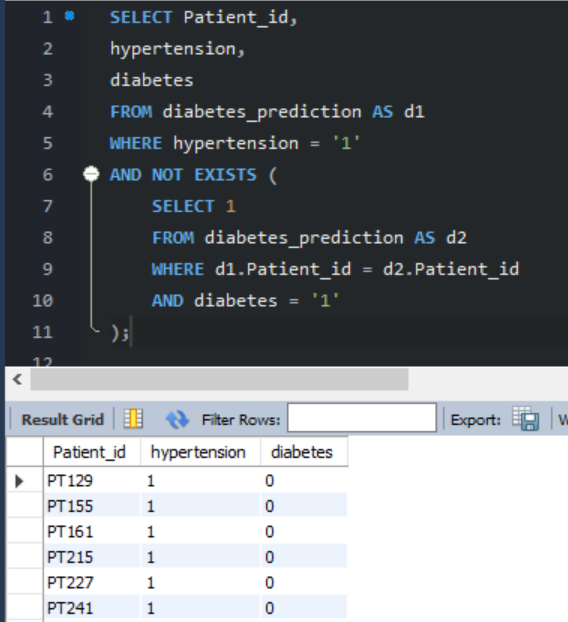 1 SELECT Patient_id,
2 hypertension,
3 diabetes
4 FROM diabetes_prediction AS d1
5 WHERE hypertension = '1'
6 AND NOT EXISTS (
7 SELECT 1
8 FROM diabetes_prediction AS d2
9 WHERE d1.Patient_id = d2.Patient_id
10 AND diabetes = '1'
11 );
12
Result Grid Filter Rows: Export:
Patient_id hypertension diabetes
PT129 1 0
PT155 1 0
PT161 1 0
PT215 1 0
PT227 1 0
PT241 1 0